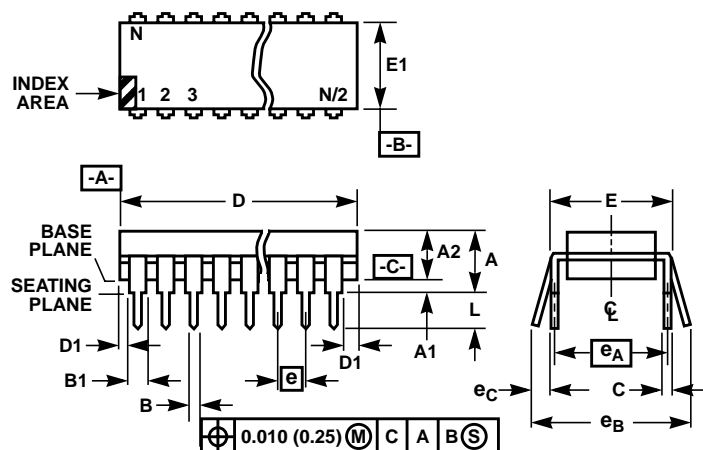 N
E1
INDEX
AREA
1 2 3 N/2
-B-
-A-
D
E
BASE
PLANE
A2
A
-C-
SEATING
PLANE
L
C
L
D1
A1
D1
eA
B1
e
eC
C
B
eB
⌖ 0.010 (0.25) Ⓜ C A B Ⓢ